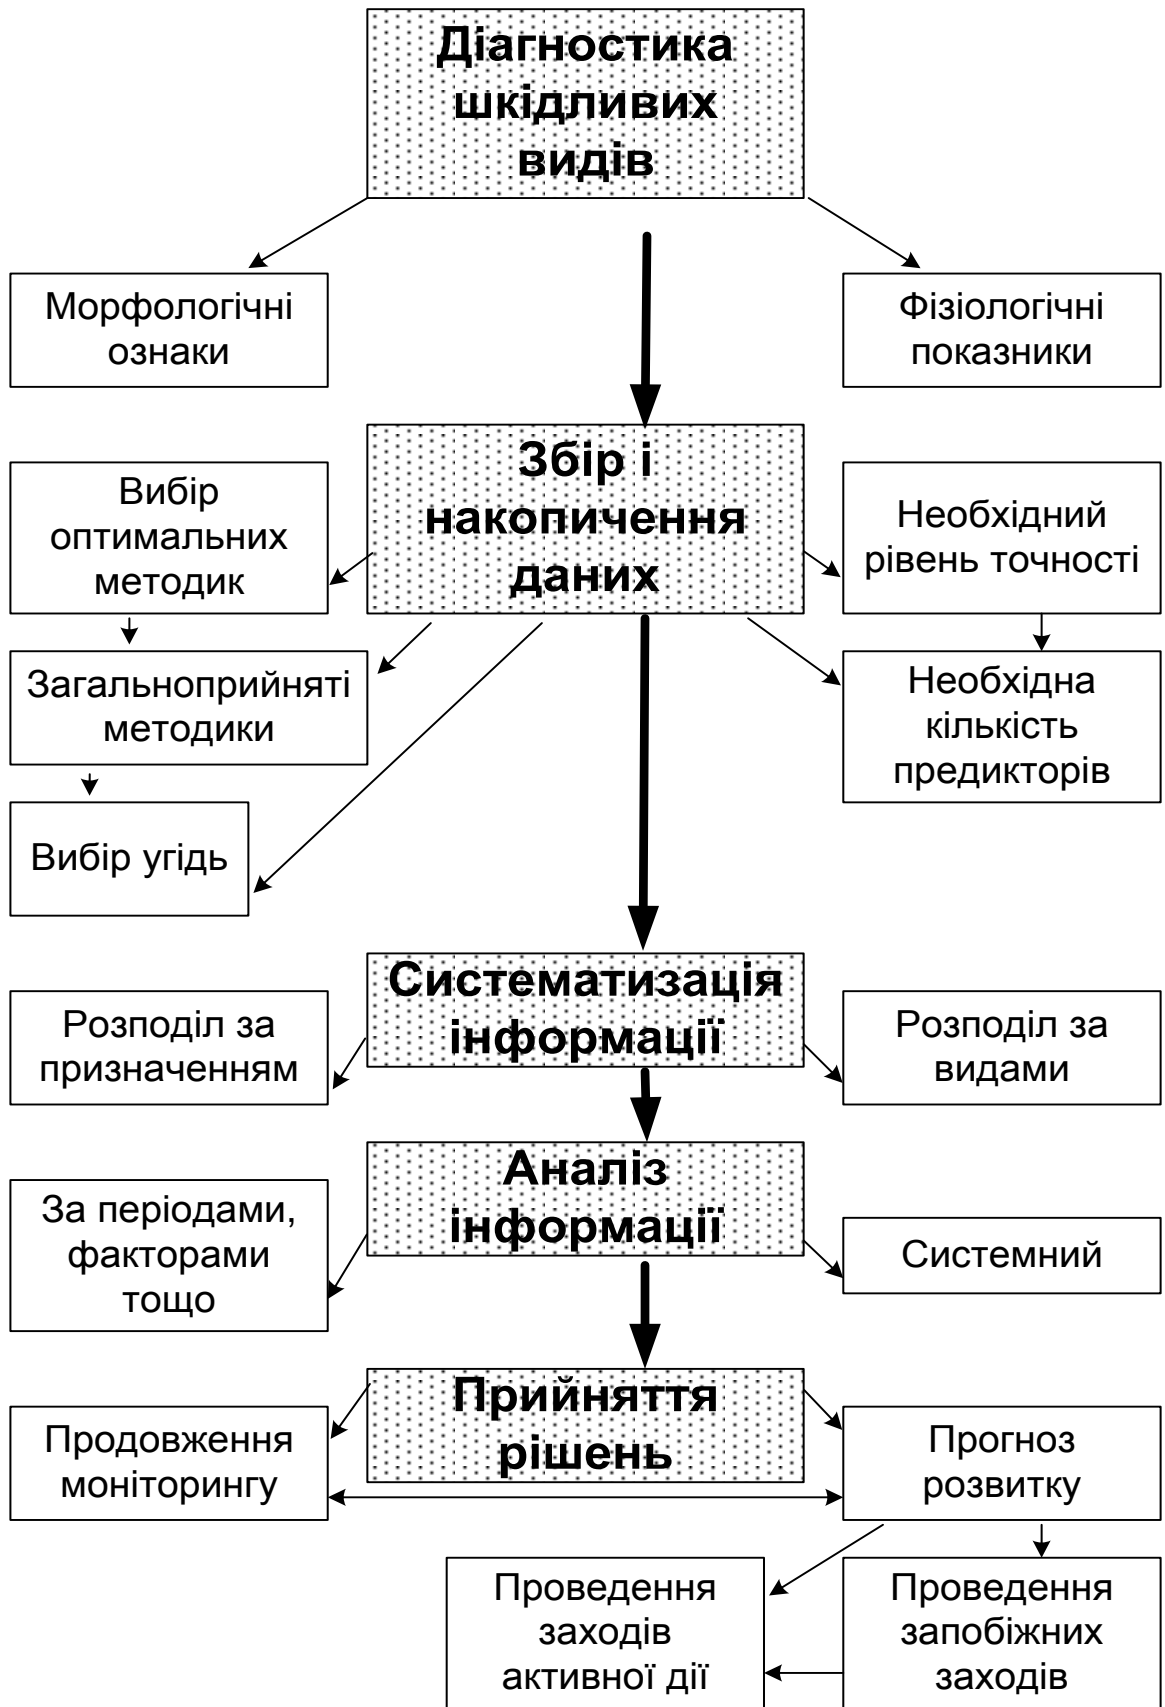 Діагностика
шкідливих
видів
Морфологічні
ознаки
Фізіологічні
показники
Збір і
накопичення
даних
Вибір
оптимальних
методик
Необхідний
рівень точності
Загальноприйняті
методики
Необхідна
кількість
предикторів
Вибір угідь
Систематизація
інформації
Розподіл за
призначенням
Розподіл за
видами
Аналіз
інформації
За періодами,
факторами
тощо
Системний
Прийняття
рішень
Продовження
моніторингу
Прогноз
розвитку
Проведення
заходів
активної дії
Проведення
запобіжних
заходів